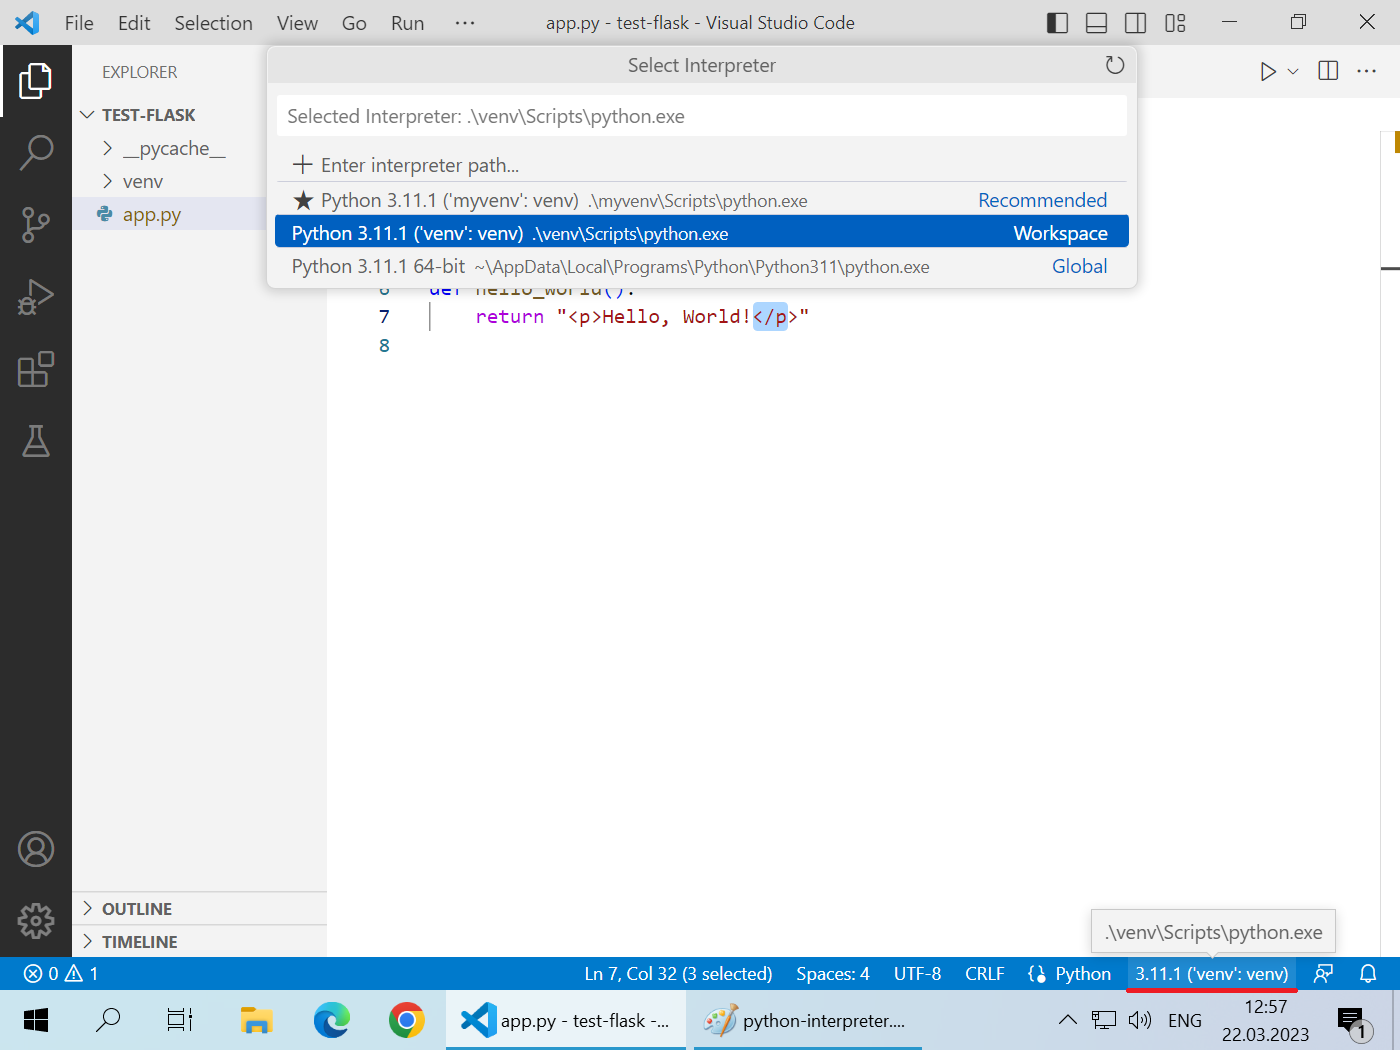 File Edit Selection View Go Run ··· app.py - test-flask - Visual Studio Code
EXPLORER
TEST-FLASK
__pycache__
venv
app.py
Select Interpreter
Selected Interpreter: .\venv\Scripts\python.exe
Enter interpreter path...
Python 3.11.1 ('myvenv': venv) .\myvenv\Scripts\python.exe Recommended
Python 3.11.1 ('venv': venv) .\venv\Scripts\python.exe Workspace
Python 3.11.1 64-bit ~\AppData\Local\Programs\Python\Python311\python.exe Global
6 def hello_world():
7 return "<p>Hello, World!</p>"
8
OUTLINE
TIMELINE
.\venv\Scripts\python.exe
0 1 Ln 7, Col 32 (3 selected) Spaces: 4 UTF-8 CRLF Python 3.11.1 ('venv': venv)
app.py - test-flask -... python-interpreter.... ENG 12:57
22.03.2023 1